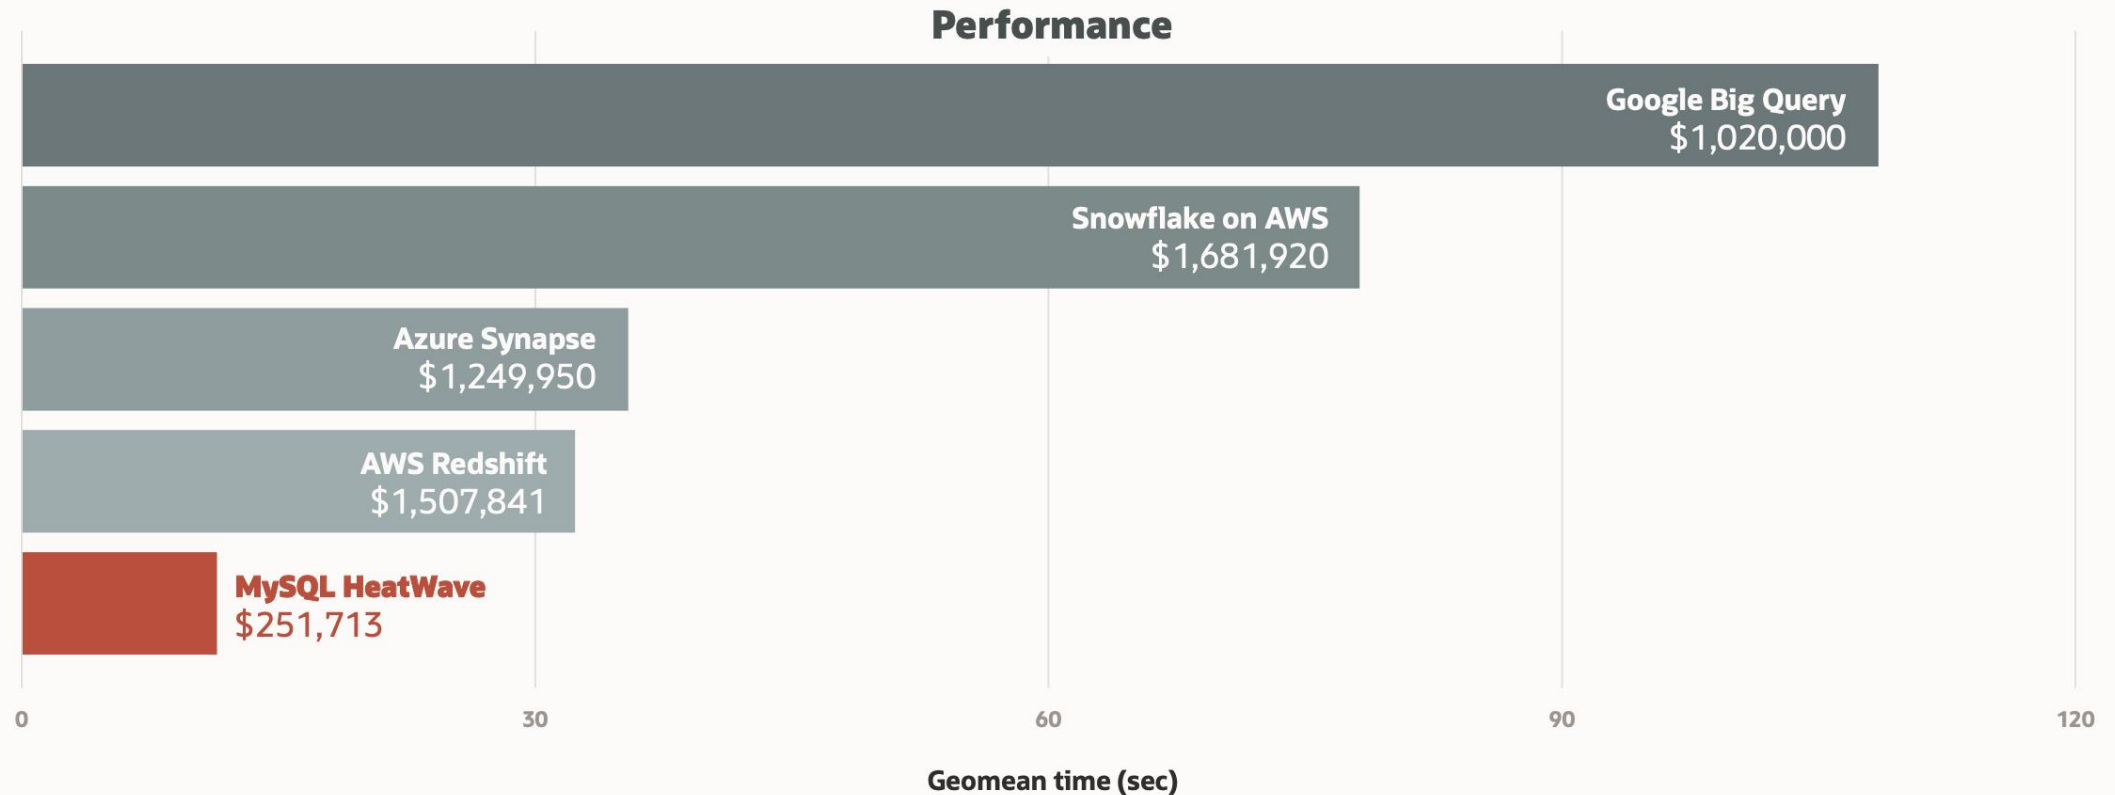 Performance
Google Big Query
$1,020,000
Snowflake on AWS
$1,681,920
Azure Synapse
$1,249,950
AWS Redshift
$1,507,841
MySQL HeatWave
$251,713
0 30 60 90 120
Geomean time (sec)